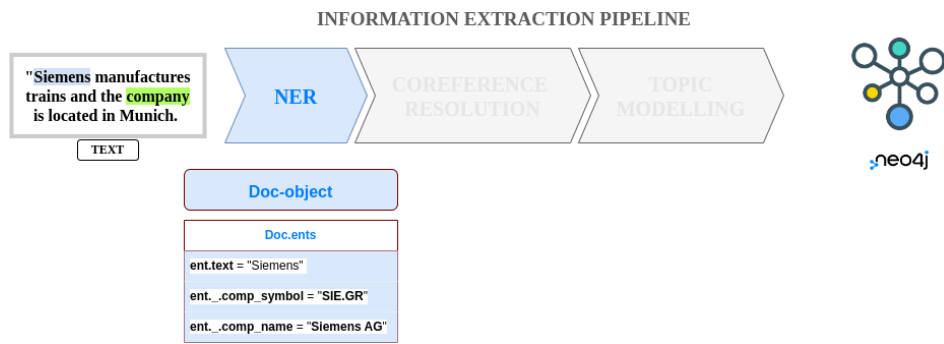 INFORMATION EXTRACTION PIPELINE
"Siemens manufactures
trains and the company
is located in Munich.
TEXT
NER
COREFERENCE
RESOLUTION
TOPIC
MODELLING
neo4j
Doc-object
Doc.ents
ent.text = "Siemens"
ent._.comp_symbol = "SIE.GR"
ent._.comp_name = "Siemens AG"